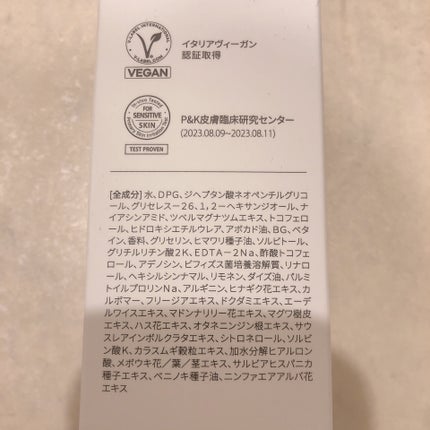 V-LABEL INTERNATIONAL
V-LABEL.COM
VEGAN
イタリアヴィーガン
認証取得
In-vivo Tested
FOR
SENSITIVE
SKIN
Primary Skin Irritation Test
TEST PROVEN
P&K皮膚臨床研究センター
(2023.08.09~2023.08.11)
[全成分] 水、DPG、ジヘプタン酸ネオペンチルグリコ
ール、グリセレス－２６、１，２－ヘキサンジオール、ナ
イアシンアミド、ツベルマグナツムエキス、トコフェロ
ール、ヒドロキシエチルウレア、アボカド油、BG、ベタ
イン、香料、グリセリン、ヒマワリ種子油、ソルビトール、
グリチルリチン酸２K、EDTA－２Na、酢酸トコフェ
ロール、アデノシン、ビフィズス菌培養溶解質、リナロ
ール、ヘキシルシンナマル、リモネン、ダイズ油、パルミ
トイルプロリンNa、アルギニン、ヒナギク花エキス、カ
ルボマー、フリージアエキス、ドクダミエキス、エーデ
ルワイスエキス、マドンナリリー花エキス、マグワ樹皮
エキス、ハス花エキス、オタネニンジン根エキス、サウ
スレアインボルクラタエキス、シトロネロール、ソルビ
ン酸K、カラスムギ穀粒エキス、加水分解ヒアルロン
酸、メボウキ花／葉／茎エキス、サルビアヒスパニカ
種子エキス、ベニノキ種子油、ニンファエアアルバ花
エキス